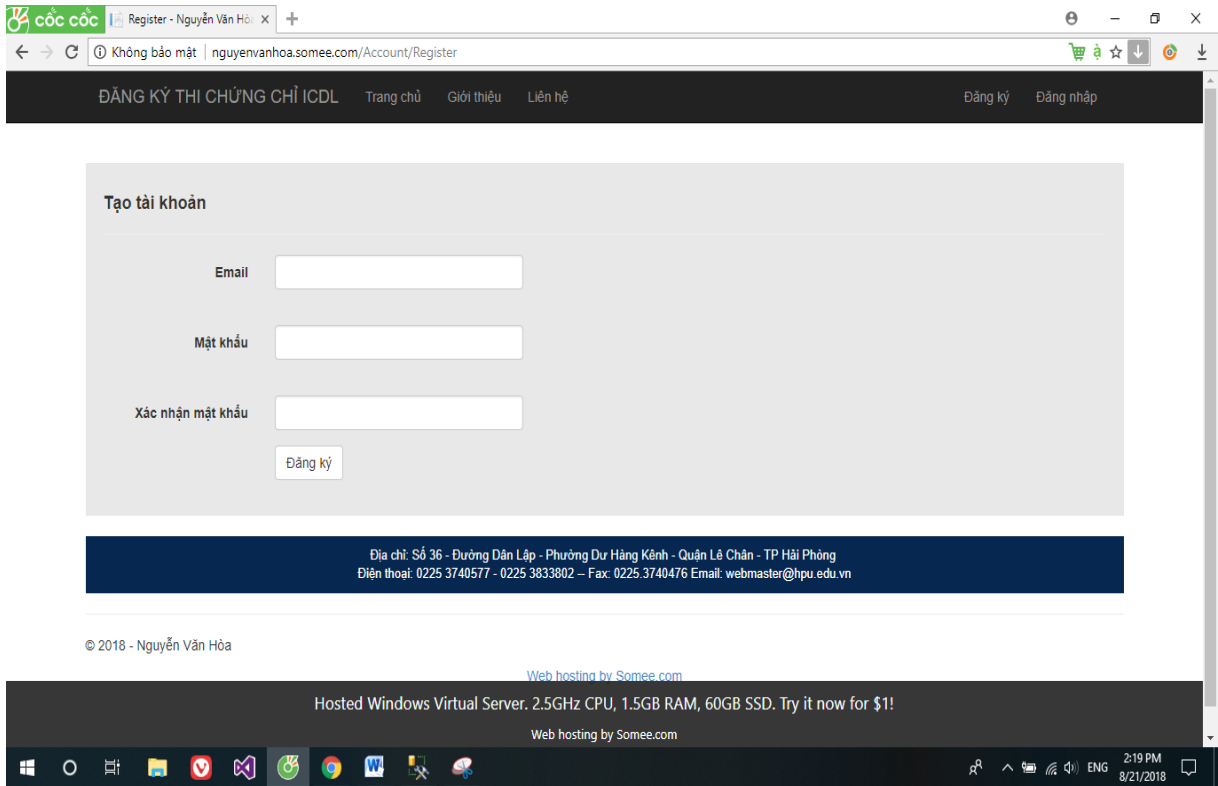 cốc cốc
Register - Nguyễn Văn Hò
Không bảo mật | nguyenvanhoa.somee.com/Account/Register
ĐĂNG KÝ THI CHỨNG CHỈ ICDL Trang chủ Giới thiệu Liên hệ Đăng ký Đăng nhập
Tạo tài khoản
Email
Mật khẩu
Xác nhận mật khẩu
Đăng ký
Địa chỉ: Số 36 - Đường Dân Lập - Phường Dư Hàng Kênh - Quận Lê Chân - TP Hải Phòng
Điện thoại: 0225 3740577 - 0225 3833802 – Fax: 0225.3740476 Email: webmaster@hpu.edu.vn
© 2018 - Nguyễn Văn Hòa
Web hosting by Somee.com
Hosted Windows Virtual Server. 2.5GHz CPU, 1.5GB RAM, 60GB SSD. Try it now for $1!
Web hosting by Somee.com
ENG 2:19 PM
8/21/2018